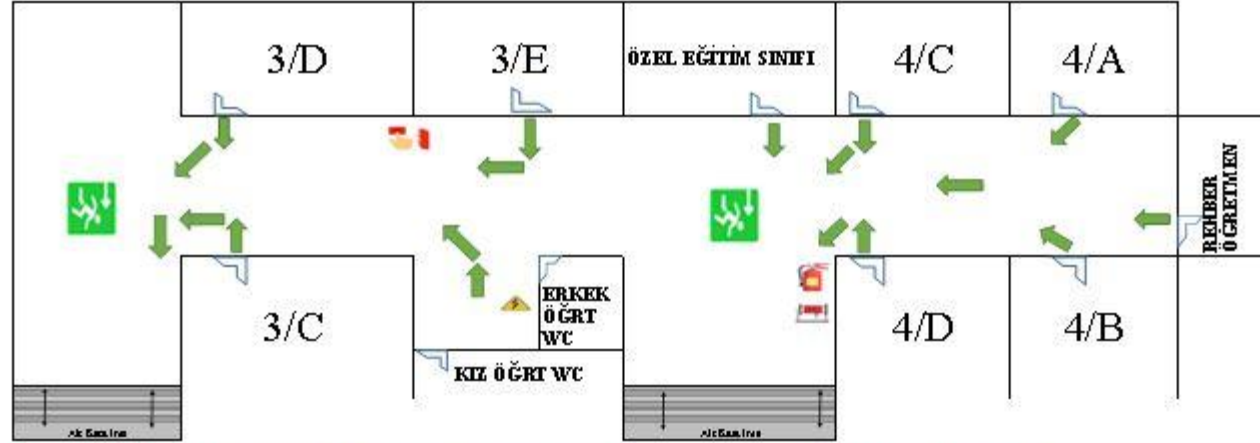 3/D
3/E
ÖZEL EĞİTİM SINIFI
4/C
4/A
REHBER
ÖĞRETMEN
3/C
ERKEK
ÖĞRT
WC
KIZ ÖĞRT WC
4/D
4/B